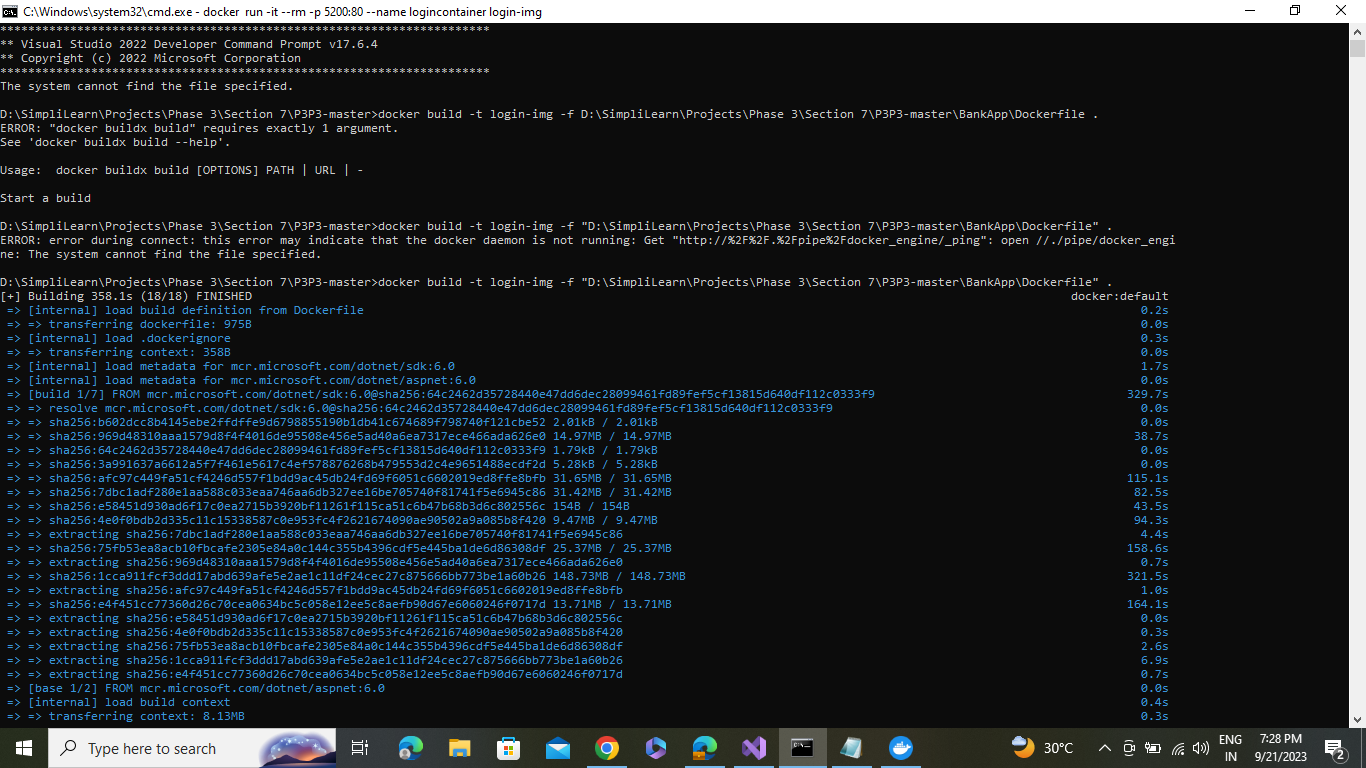 C:\Windows\system32\cmd.exe - docker run -it --rm -p 5200:80 --name logincontainer login-img
**********************************************************************
** Visual Studio 2022 Developer Command Prompt v17.6.4
** Copyright (c) 2022 Microsoft Corporation
**********************************************************************
The system cannot find the file specified.
D:\SimpliLearn\Projects\Phase 3\Section 7\P3P3-master>docker build -t login-img -f D:\SimpliLearn\Projects\Phase 3\Section 7\P3P3-master\BankApp\Dockerfile .
ERROR: "docker buildx build" requires exactly 1 argument.
See 'docker buildx build --help'.
Usage:  docker buildx build [OPTIONS] PATH | URL | -
Start a build
D:\SimpliLearn\Projects\Phase 3\Section 7\P3P3-master>docker build -t login-img -f "D:\SimpliLearn\Projects\Phase 3\Section 7\P3P3-master\BankApp\Dockerfile" .
ERROR: error during connect: this error may indicate that the docker daemon is not running: Get "http://%2F%2F.%2Fpipe%2Fdocker_engine/_ping": open //./pipe/docker_engi
ne: The system cannot find the file specified.
D:\SimpliLearn\Projects\Phase 3\Section 7\P3P3-master>docker build -t login-img -f "D:\SimpliLearn\Projects\Phase 3\Section 7\P3P3-master\BankApp\Dockerfile" .
[+] Building 358.1s (18/18) FINISHED docker:default
=> [internal] load build definition from Dockerfile 0.2s
=> => transferring dockerfile: 975B 0.0s
=> [internal] load .dockerignore 0.3s
=> => transferring context: 358B 0.0s
=> [internal] load metadata for mcr.microsoft.com/dotnet/sdk:6.0 1.7s
=> [internal] load metadata for mcr.microsoft.com/dotnet/aspnet:6.0 0.0s
=> [build 1/7] FROM mcr.microsoft.com/dotnet/sdk:6.0@sha256:64c2462d35728440e47dd6dec28099461fd89fef5cf13815d640df112c0333f9 329.7s
=> => resolve mcr.microsoft.com/dotnet/sdk:6.0@sha256:64c2462d35728440e47dd6dec28099461fd89fef5cf13815d640df112c0333f9 0.0s
=> => sha256:b602dcc8b4145ebe2ffdffe9d6798855190b1db41c674689f798740f121cbe52 2.01kB / 2.01kB 0.0s
=> => sha256:969d48310aaa1579d8f4f4016de95508e456e5ad40a6ea7317ece466ada626e0 14.97MB / 14.97MB 38.7s
=> => sha256:64c2462d35728440e47dd6dec28099461fd89fef5cf13815d640df112c0333f9 1.79kB / 1.79kB 0.0s
=> => sha256:3a991637a6612a5f7f461e5617c4ef578876268b479553d2c4e9651488ecdf2d 5.28kB / 5.28kB 0.0s
=> => sha256:afc97c449fa51cf4246d557f1bdd9ac45db24fd69f6051c6602019ed8ffe8bfb 31.65MB / 31.65MB 115.1s
=> => sha256:7dbc1adf280e1aa588c033eaa746aa6db327ee16be705740f81741f5e6945c86 31.42MB / 31.42MB 82.5s
=> => sha256:e58451d930ad6f17c0ea2715b3920bf11261f115ca51c6b47b68b3d6c802556c 154B / 154B 43.5s
=> => sha256:4e0f0bdb2d335c11c15338587c0e953fc4f2621674090ae90502a9a085b8f420 9.47MB / 9.47MB 94.3s
=> => extracting sha256:7dbc1adf280e1aa588c033eaa746aa6db327ee16be705740f81741f5e6945c86 4.4s
=> => sha256:75fb53ea8acb10fbcafe2305e84a0c144c355b4396cdf5e445ba1de6d86308df 25.37MB / 25.37MB 158.6s
=> => extracting sha256:969d48310aaa1579d8f4f4016de95508e456e5ad40a6ea7317ece466ada626e0 0.7s
=> => sha256:1cca911fcf3ddd17abd639afe5e2ae1c11df24cec27c875666bb773be1a60b26 148.73MB / 148.73MB 321.5s
=> => extracting sha256:afc97c449fa51cf4246d557f1bdd9ac45db24fd69f6051c6602019ed8ffe8bfb 1.0s
=> => sha256:e4f451cc77360d26c70cea0634bc5c058e12ee5c8aefb90d67e6060246f0717d 13.71MB / 13.71MB 164.1s
=> => extracting sha256:e58451d930ad6f17c0ea2715b3920bf11261f115ca51c6b47b68b3d6c802556c 0.0s
=> => extracting sha256:4e0f0bdb2d335c11c15338587c0e953fc4f2621674090ae90502a9a085b8f420 0.3s
=> => extracting sha256:75fb53ea8acb10fbcafe2305e84a0c144c355b4396cdf5e445ba1de6d86308df 2.6s
=> => extracting sha256:1cca911fcf3ddd17abd639afe5e2ae1c11df24cec27c875666bb773be1a60b26 6.9s
=> => extracting sha256:e4f451cc77360d26c70cea0634bc5c058e12ee5c8aefb90d67e6060246f0717d 0.7s
=> [base 1/2] FROM mcr.microsoft.com/dotnet/aspnet:6.0 0.0s
=> [internal] load build context 0.4s
=> => transferring context: 8.13MB 0.3s
Type here to search
30°C
ENG
IN
7:28 PM
9/21/2023
2